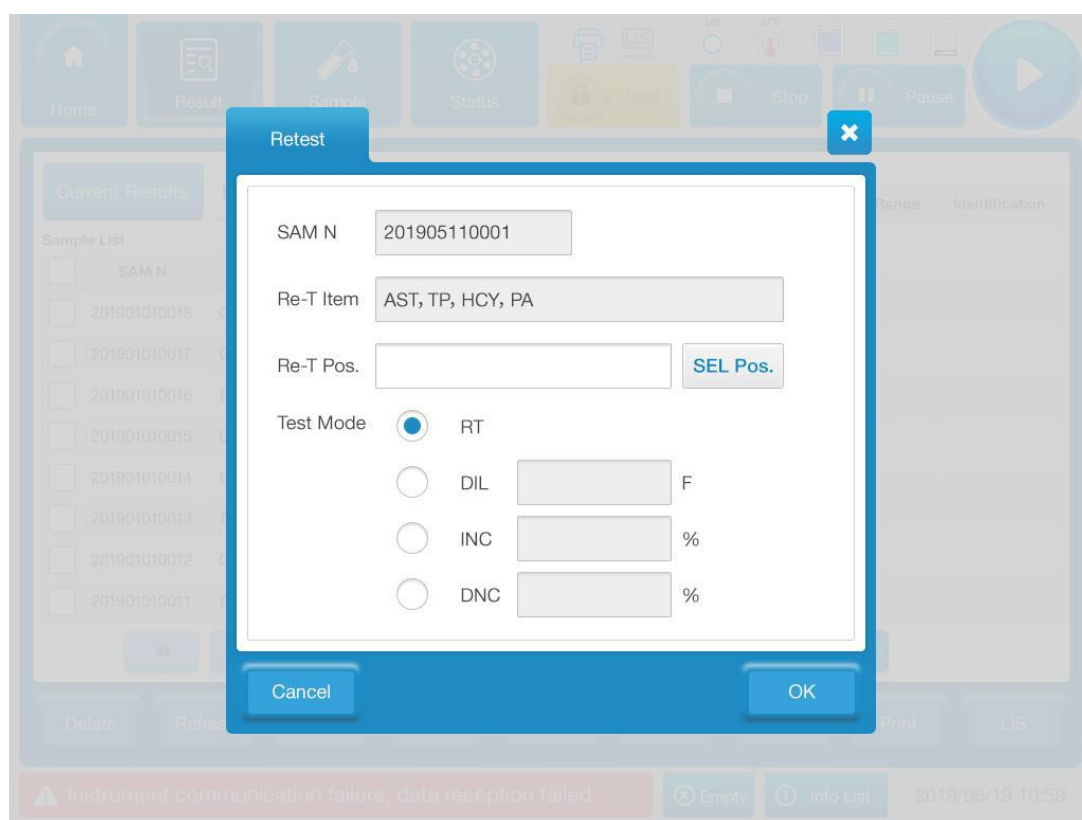 10S 37°C
LIS
Home Result Sample Status Lock Stop Pause
Retest
Current Results
Range Identification
Sample List
SAM N
SAM N 201905110001
201901010018
Re-T Item AST, TP, HCY, PA
201901010017
Re-T Pos. SEL Pos.
201901010016
Test Mode RT
201901010015
201901010014
DIL F
201901010013
INC %
201901010012
201901010011
DNC %
Cancel OK
Delete Print LIS
Instrument communication failure, data reception failed. Empty Info List 2019/06/19 10:59